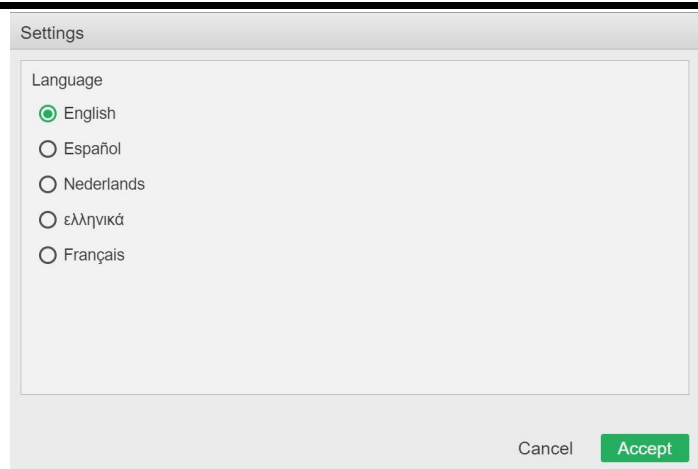 Settings
Language
English
Español
Nederlands
ελληνικά
Français
Cancel Accept